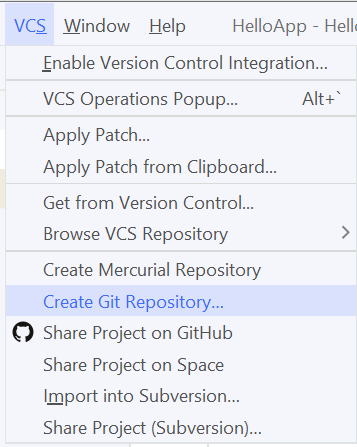 VCS Window Help HelloApp - Hello
Enable Version Control Integration...
VCS Operations Popup... Alt+`
Apply Patch...
Apply Patch from Clipboard...
Get from Version Control...
Browse VCS Repository
Create Mercurial Repository
Create Git Repository...
Share Project on GitHub
Share Project on Space
Import into Subversion...
Share Project (Subversion)...